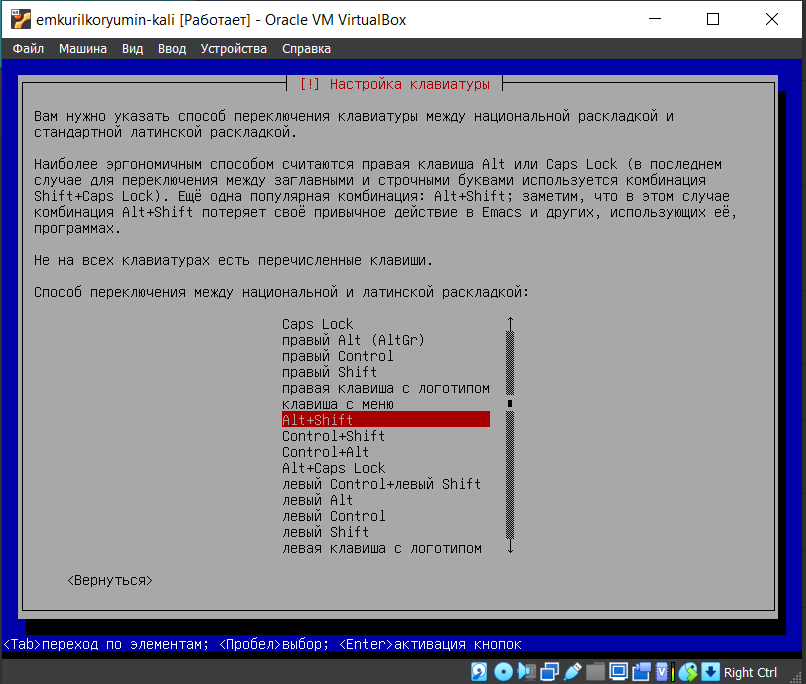 emkurilkoryumin-kali [Работает] - Oracle VM VirtualBox
Файл Машина Вид Ввод Устройства Справка
[!] Настройка клавиатуры
Вам нужно указать способ переключения клавиатуры между национальной раскладкой и
стандартной латинской раскладкой.
Наиболее эргономичным способом считаются правая клавиша Alt или Caps Lock (в последнем
случае для переключения между заглавными и строчными буквами используется комбинация
Shift+Caps Lock). Ещё одна популярная комбинация: Alt+Shift; заметим, что в этом случае
комбинация Alt+Shift потеряет своё привычное действие в Emacs и других, использующих её,
программах.
Не на всех клавиатурах есть перечисленные клавиши.
Способ переключения между национальной и латинской раскладкой:
Caps Lock
правый Alt (AltGr)
правый Control
правый Shift
правая клавиша с логотипом
клавиша с меню
Alt+Shift
Control+Shift
Control+Alt
Alt+Caps Lock
левый Control+левый Shift
левый Alt
левый Control
левый Shift
левая клавиша с логотипом
<Вернуться>
<Tab>переход по элементам; <Пробел>выбор; <Enter>активация кнопок
Right Ctrl